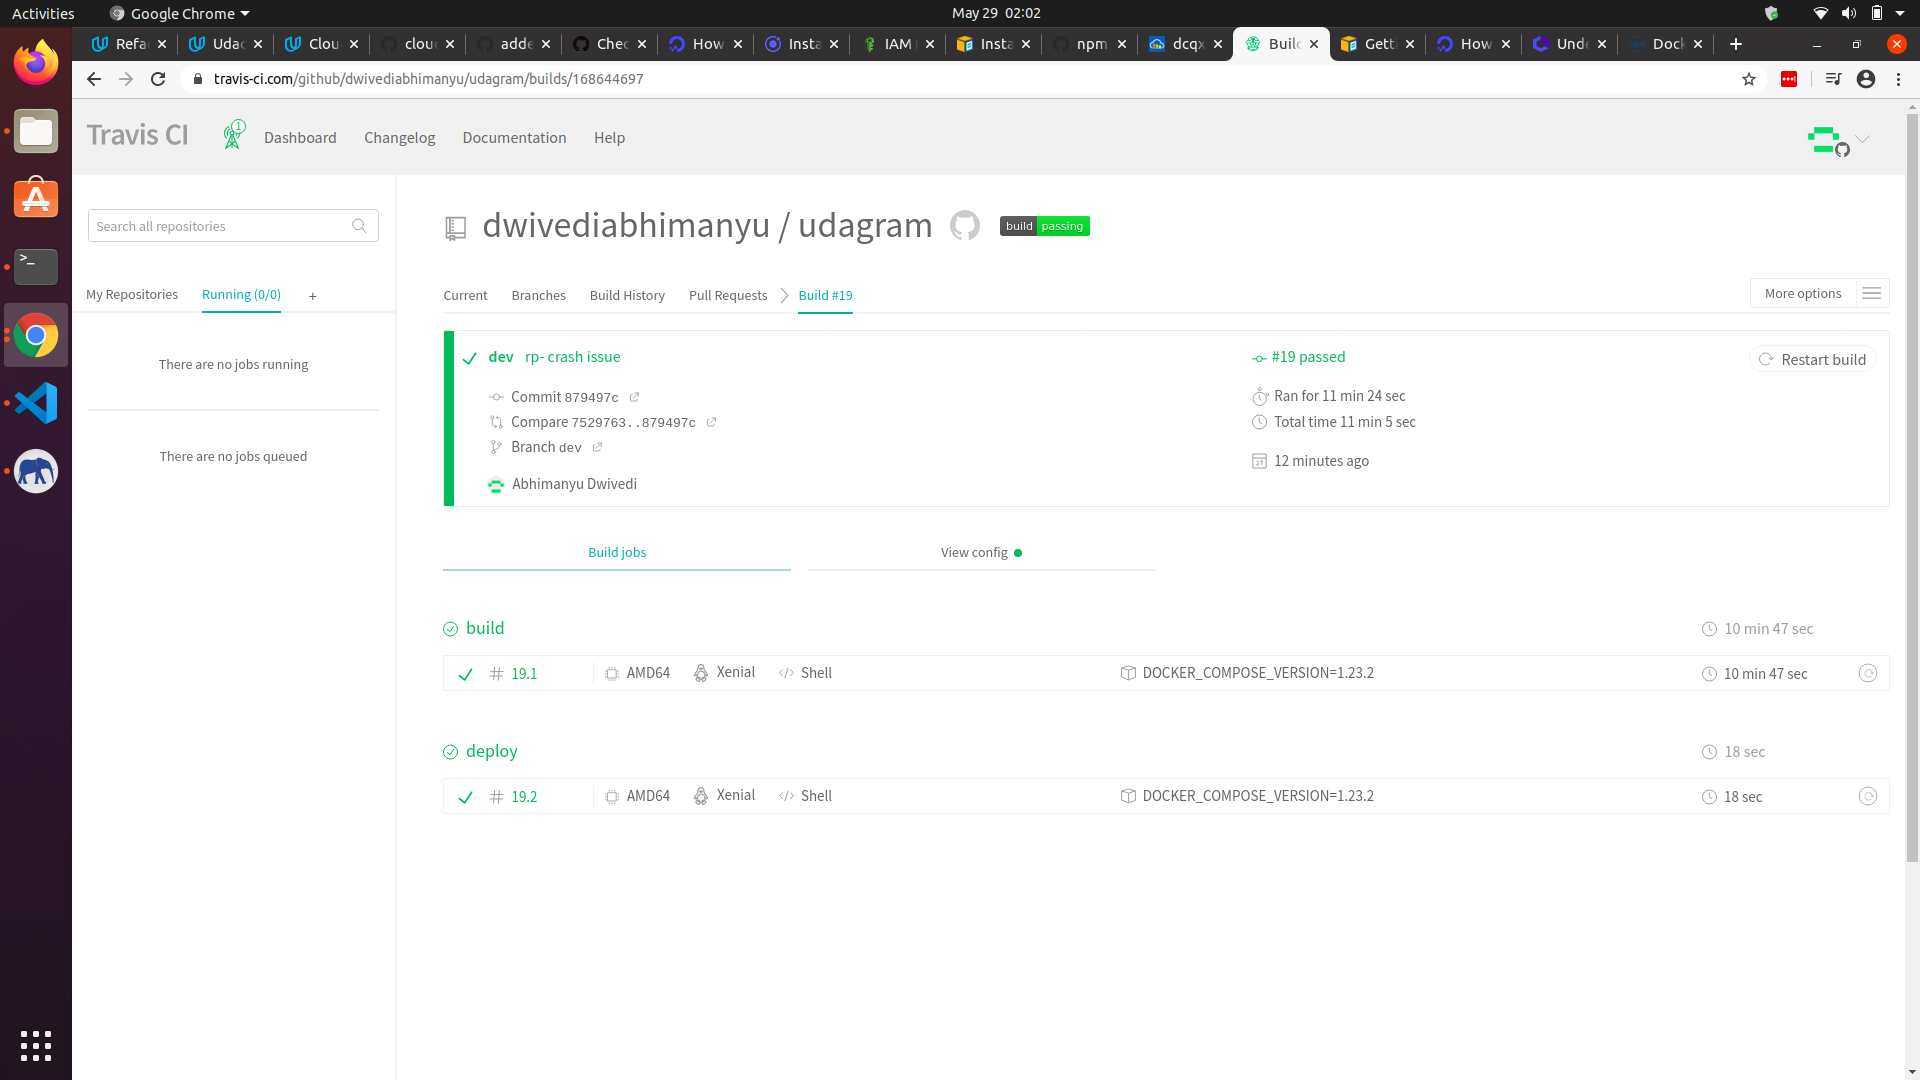 Activities Google Chrome May 29 02:02
Refa Udac Clou clouc adde Chec How Insta IAM Insta npm dcqx Builc Getti How Unde Dock
travis-ci.com/github/dwivediabhimanyu/udagram/builds/168644697
Travis CI 1 Dashboard Changelog Documentation Help
Search all repositories
dwivediabhimanyu / udagram build passing
My Repositories Running (0/0) +
Current Branches Build History Pull Requests Build #19 More options
There are no jobs running
There are no jobs queued
dev rp- crash issue #19 passed Restart build
Commit 879497c Ran for 11 min 24 sec
Compare 7529763..879497c Total time 11 min 5 sec
Branch dev 12 minutes ago
Abhimanyu Dwivedi
Build jobs View config
build 10 min 47 sec
# 19.1 AMD64 Xenial </> Shell DOCKER_COMPOSE_VERSION=1.23.2 10 min 47 sec
deploy 18 sec
# 19.2 AMD64 Xenial </> Shell DOCKER_COMPOSE_VERSION=1.23.2 18 sec